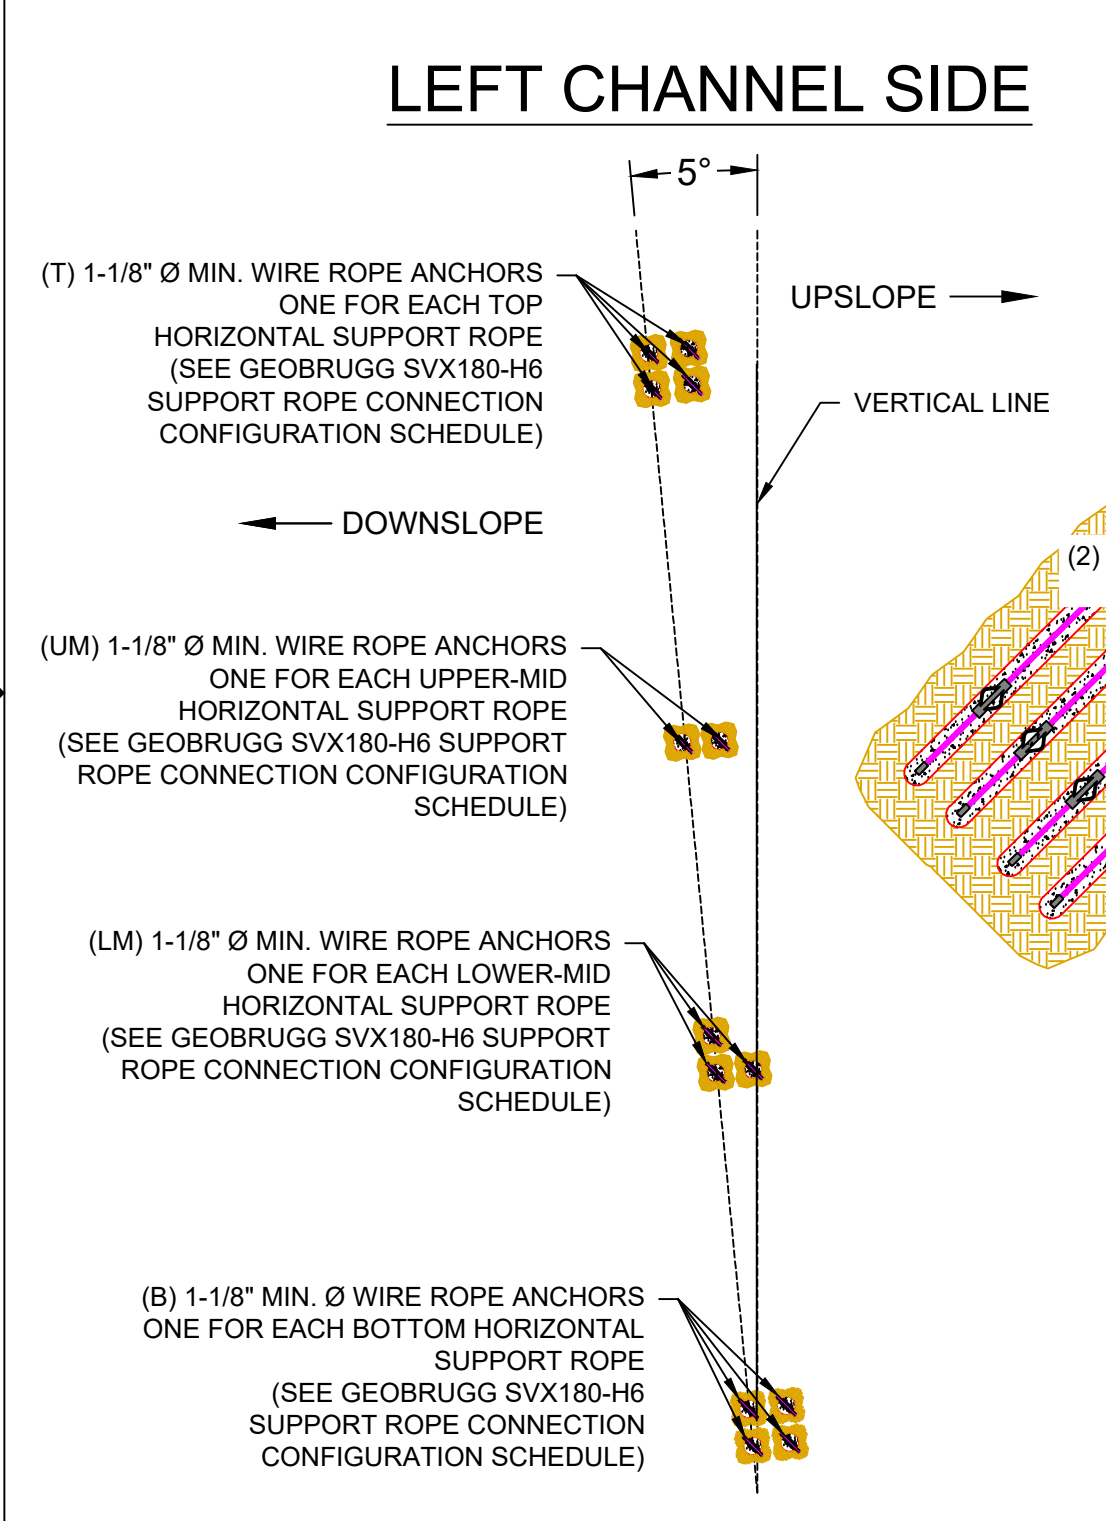 LEFT CHANNEL SIDE
5°
(T) 1-1/8" Ø MIN. WIRE ROPE ANCHORS
ONE FOR EACH TOP
HORIZONTAL SUPPORT ROPE
(SEE GEOBRUGG SVX180-H6
SUPPORT ROPE CONNECTION
CONFIGURATION SCHEDULE)
UPSLOPE
VERTICAL LINE
DOWNSLOPE
(2)
(UM) 1-1/8" Ø MIN. WIRE ROPE ANCHORS
ONE FOR EACH UPPER-MID
HORIZONTAL SUPPORT ROPE
(SEE GEOBRUGG SVX180-H6 SUPPORT
ROPE CONNECTION CONFIGURATION
SCHEDULE)
(LM) 1-1/8" Ø MIN. WIRE ROPE ANCHORS
ONE FOR EACH LOWER-MID
HORIZONTAL SUPPORT ROPE
(SEE GEOBRUGG SVX180-H6 SUPPORT
ROPE CONNECTION CONFIGURATION
SCHEDULE)
(B) 1-1/8" MIN. Ø WIRE ROPE ANCHORS
ONE FOR EACH BOTTOM HORIZONTAL
SUPPORT ROPE
(SEE GEOBRUGG SVX180-H6
SUPPORT ROPE CONNECTION
CONFIGURATION SCHEDULE)